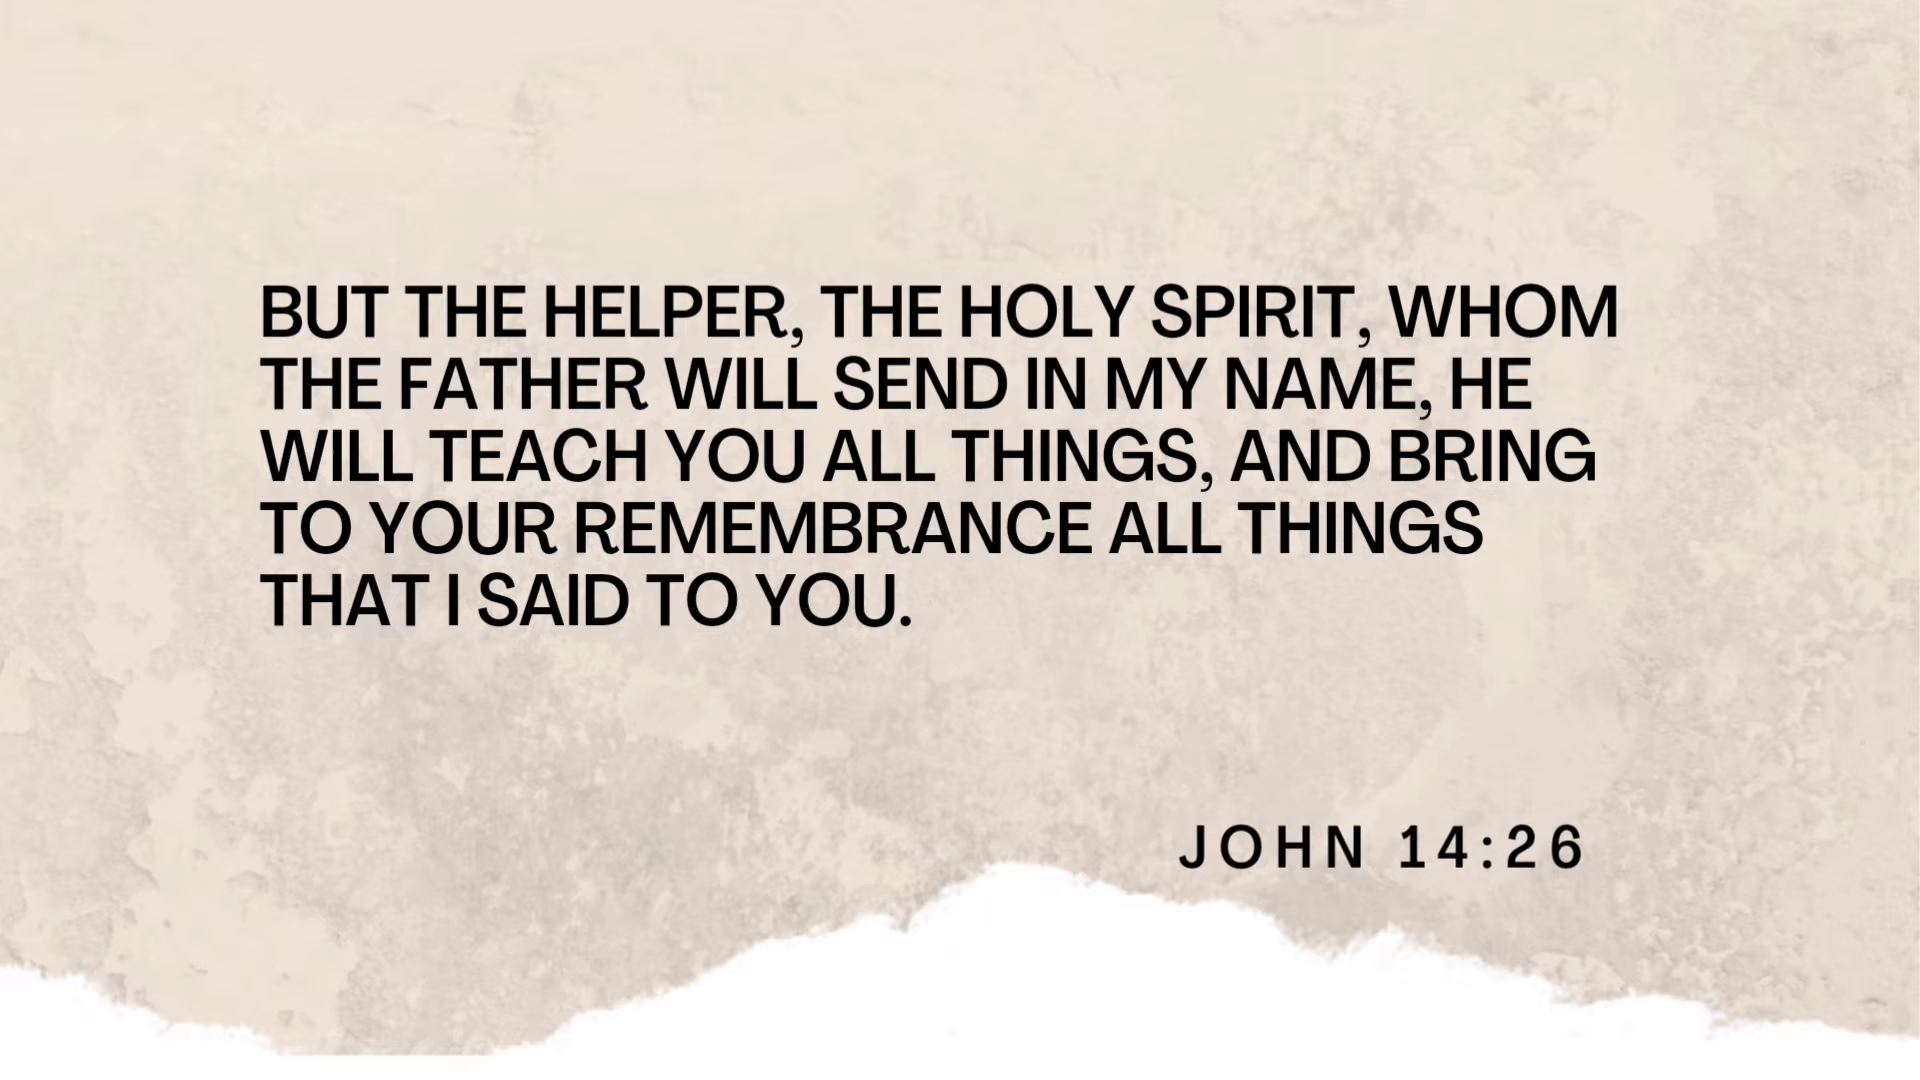 BUT THE HELPER, THE HOLY SPIRIT, WHOM
THE FATHER WILL SEND IN MY NAME, HE
WILL TEACH YOU ALL THINGS, AND BRING
TO YOUR REMEMBRANCE ALL THINGS
THAT I SAID TO YOU.
JOHN 14:26